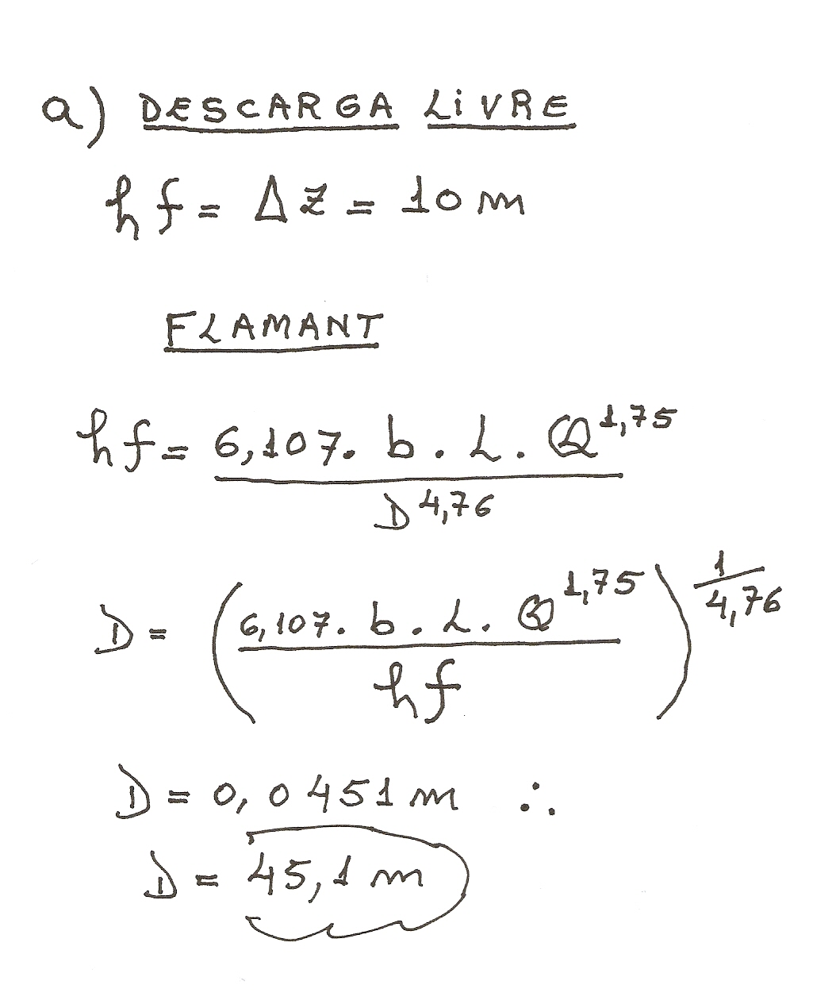 a) DESCARGA LiVRE
hf = ΔZ = 10 m
FLAMANT
hf = 6,107. b . L . Q^1,75
D^4,76
D = (6,107. b . L . Q^1,75 / hf)^1/4,76
D = 0,0451 m ∴
D = 45,1 m